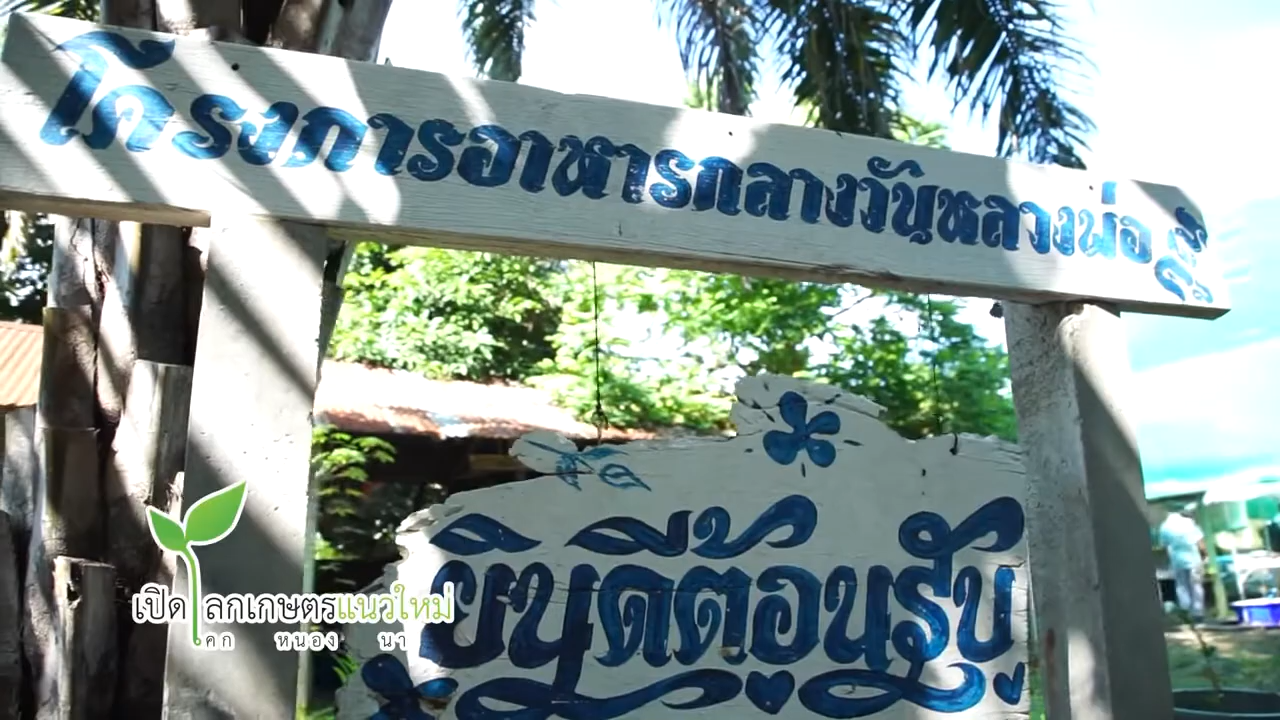 โครงการอาหารกลางวันหลวงพ่อ
ยินดีต้อนรับ
เปิดโลกเกษตรแนวใหม่
โคก หนอง นา